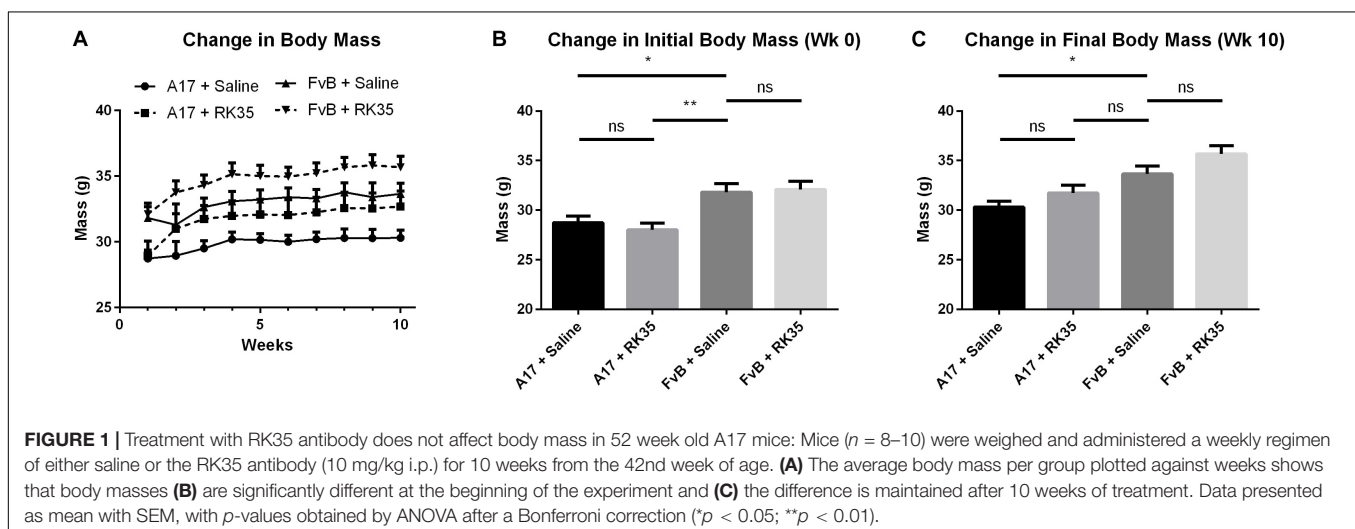 A
Change in Body Mass
A17 + Saline
FvB + Saline
A17 + RK35
FvB + RK35
40
35
30
25
Mass (g)
0
5
10
Weeks
B
Change in Initial Body Mass (Wk 0)
*
**
ns
ns
40
35
30
25
20
Mass (g)
A17 + Saline
A17 + RK35
FvB + Saline
FvB + RK35
C
Change in Final Body Mass (Wk 10)
*
ns
ns
ns
40
35
30
25
20
Mass (g)
A17 + Saline
A17 + RK35
FvB + Saline
FvB + RK35
FIGURE 1 | Treatment with RK35 antibody does not affect body mass in 52 week old A17 mice: Mice (n = 8–10) were weighed and administered a weekly regimen
of either saline or the RK35 antibody (10 mg/kg i.p.) for 10 weeks from the 42nd week of age. (A) The average body mass per group plotted against weeks shows
that body masses (B) are significantly different at the beginning of the experiment and (C) the difference is maintained after 10 weeks of treatment. Data presented
as mean with SEM, with p-values obtained by ANOVA after a Bonferroni correction (*p < 0.05; **p < 0.01).